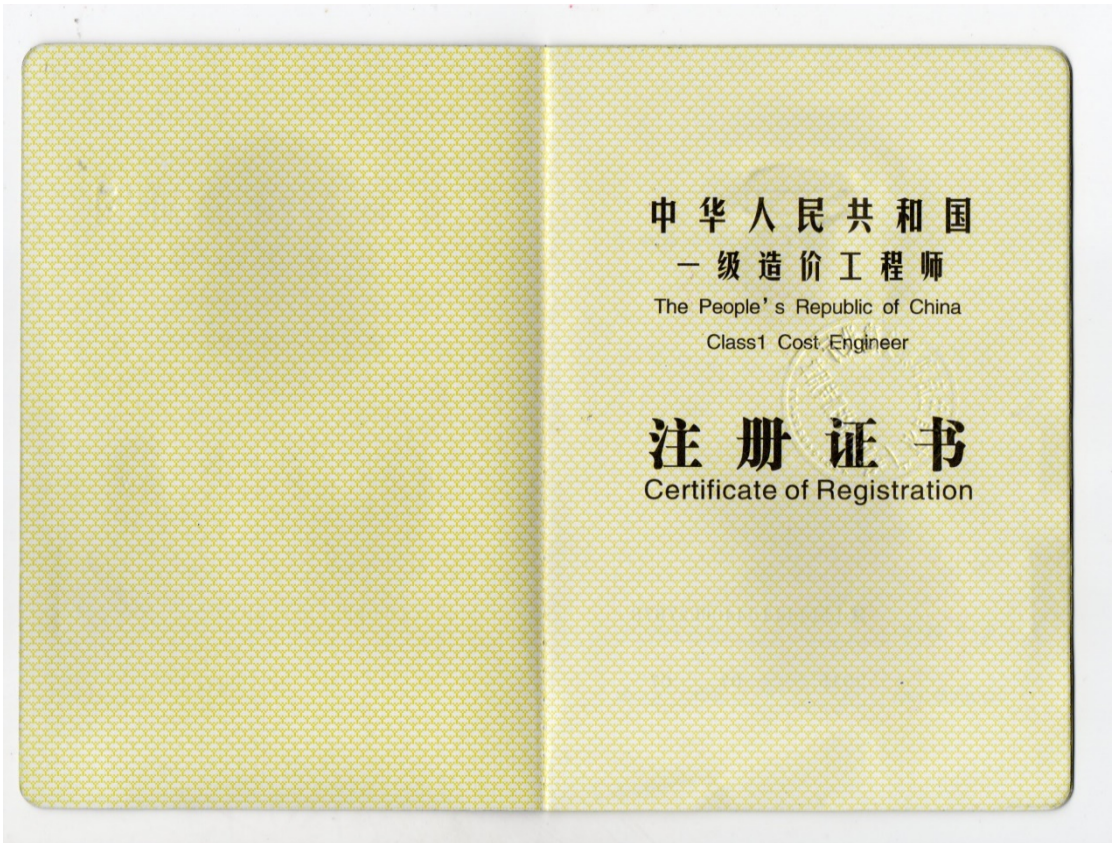 中华人民共和国
一级造价工程师
The People's Republic of China
Class1 Cost Engineer
注册证书
Certificate of Registration